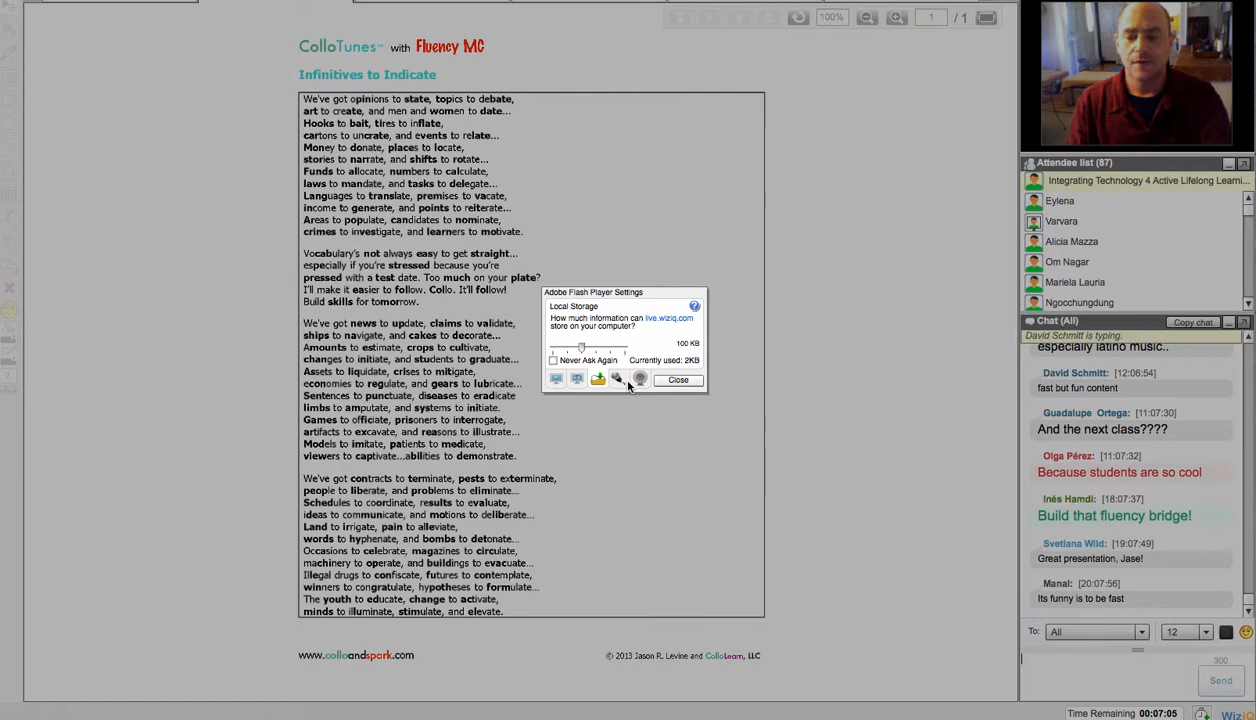 100%
1
/ 1
ColloTunes™ with Fluency MC
Infinitives to Indicate
We've got opinions to state, topics to debate,
art to create, and men and women to date...
Hooks to bait, tires to inflate,
cartons to uncrate, and events to relate...
Money to donate, places to locate,
stories to narrate, and shifts to rotate...
Funds to allocate, numbers to calculate,
laws to mandate, and tasks to delegate...
Languages to translate, premises to vacate,
income to generate, and points to reiterate...
Areas to populate, candidates to nominate,
crimes to investigate, and learners to motivate.
Vocabulary's not always easy to get straight...
especially if you're stressed because you're
pressed with a test date. Too much on your plate?
I'll make it easier to follow. Collo. It'll follow!
Build skills for tomorrow.
We've got news to update, claims to validate,
ships to navigate, and cakes to decorate...
Amounts to estimate, crops to cultivate,
changes to initiate, and students to graduate...
Assets to liquidate, crises to mitigate,
economies to regulate, and gears to lubricate...
Sentences to punctuate, diseases to eradicate
limbs to amputate, and systems to initiate.
Games to officiate, prisoners to interrogate,
artifacts to excavate, and reasons to illustrate...
Models to imitate, patients to medicate,
viewers to captivate...abilities to demonstrate.
We've got contracts to terminate, pests to exterminate,
people to liberate, and problems to eliminate...
Schedules to coordinate, results to evaluate,
ideas to communicate, and motions to deliberate...
Land to irrigate, pain to alleviate,
words to hyphenate, and bombs to detonate...
Occasions to celebrate, magazines to circulate,
machinery to operate, and buildings to evacuate...
Illegal drugs to confiscate, futures to contemplate,
winners to congratulate, hypotheses to formulate...
The youth to educate, change to activate,
minds to illuminate, stimulate, and elevate.
www.colloandspark.com
© 2013 Jason R. Levine and ColloLearn, LLC
Adobe Flash Player Settings
Local Storage
?
How much information can live.wiziq.com
store on your computer?
100 KB
Never Ask Again
Currently used: 2KB
Close
Attendee list (87)
Integrating Technology 4 Active Lifelong Learni...
Eylena
Varvara
Alicia Mazza
Om Nagar
Mariela Lauria
Ngocchungdung
Chat (All)
Copy chat
David Schmitt is typing.
especially latino music..
David Schmitt: [12:06:54]
fast but fun content
Guadalupe Ortega: [11:07:30]
And the next class????
Olga Pérez: [11:07:32]
Because students are so cool
Inés Hamdi: [18:07:37]
Build that fluency bridge!
Svetlana Wild: [19:07:49]
Great presentation, Jase!
Manal: [20:07:56]
Its funny is to be fast
To:
All
12
300
Send
Time Remaining 00:07:05
WizIQ